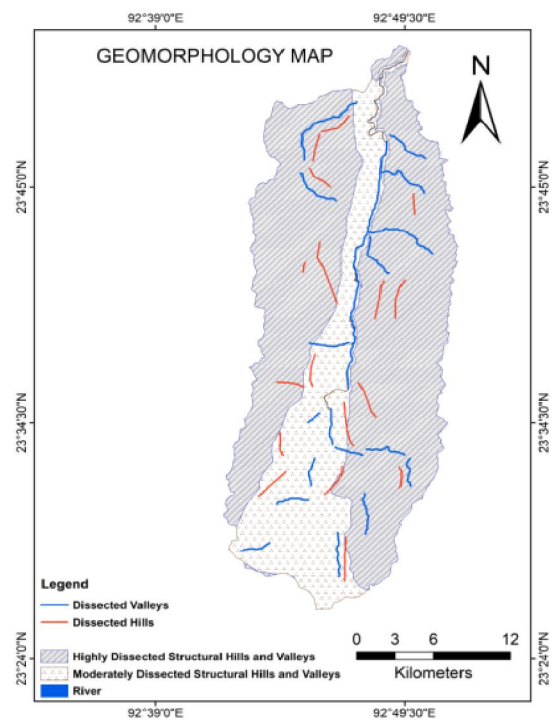 92°39'0"E 92°49'30"E
GEOMORPHOLOGY MAP
N
23°45'0"N 23°45'0"N
23°34'30"N 23°34'30"N
23°24'0"N 23°24'0"N
Legend
Dissected Valleys
Dissected Hills
Highly Dissected Structural Hills and Valleys
Moderately Dissected Structural Hills and Valleys
River
0 3 6 9 12
Kilometers
92°39'0"E 92°49'30"E